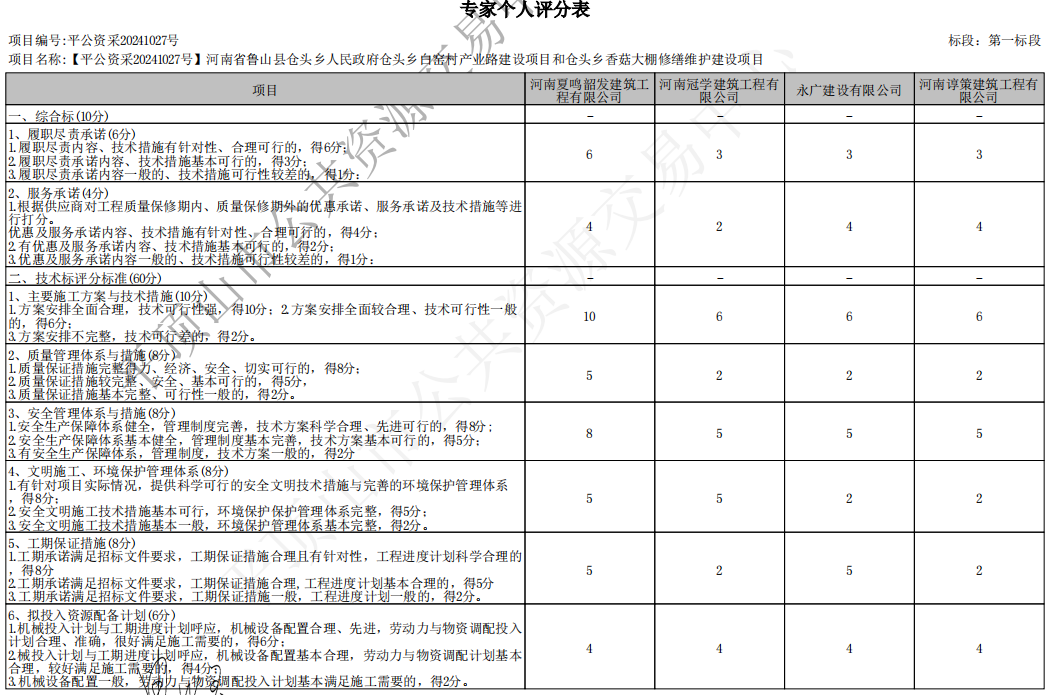 专家个人评分表
项目编号:平公资采20241027号
标段: 第一标段
项目名称:【平公资采20241027号】河南省鲁山县仓头乡人民政府仓头乡白窑村产业路建设项目和仓头乡香菇大棚修缮维护建设项目
项目 河南夏鸣韶发建筑工程有限公司 河南冠学建筑工程有限公司 永广建设有限公司 河南谆策建筑工程有限公司
一、综合标(10分) - - - -
1、履职尽责承诺(6分)
1.履职尽责内容、技术措施有针对性、合理可行的, 得6分;
2.履职尽责承诺内容、技术措施基本可行的, 得3分;
3.履职尽责承诺内容一般的、技术措施可行性较差的, 得1分:
6 3 3 3
2、服务承诺(4分)
1.根据供应商对工程质量保修期内、质量保修期外的优惠承诺、服务承诺及技术措施等进
行打分。
优惠及服务承诺内容、技术措施有针对性、合理可行的, 得4分;
2.有优惠及服务承诺内容、技术措施基本可行的, 得2分;
3.优惠及服务承诺内容一般的、技术措施可行性较差的, 得1分:
4 2 4 4
二、技术标评分标准(60分) - - - -
1、主要施工方案与技术措施(10分)
1.方案安排全面合理, 技术可行性强, 得10分; 2.方案安排全面较合理、技术可行性一般
的, 得6分;
3.方案安排不完整, 技术可行差的, 得2分。
10 6 6 6
2、质量管理体系与措施(8分)
1.质量保证措施完整得力、经济、安全、切实可行的, 得8分;
2.质量保证措施较完整、安全、基本可行的, 得5分,
3.质量保证措施基本完整、可行性一般的, 得2分。
5 2 2 2
3、安全管理体系与措施(8分)
1.安全生产保障体系健全, 管理制度完善, 技术方案科学合理、先进可行的, 得8分;
2.安全生产保障体系基本健全, 管理制度基本完善, 技术方案基本可行的, 得5分;
3.有安全生产保障体系, 管理制度, 技术方案一般的, 得2分
8 5 5 5
4、文明施工、环境保护管理体系(8分)
1.有针对项目实际情况, 提供科学可行的安全文明技术措施与完善的环境保护管理体系
, 得8分;
2.安全文明施工技术措施基本可行, 环境保护保护管理体系完整, 得5分;
3.安全文明施工技术措施基本一般, 环境保护管理体系基本完整, 得2分。
5 5 2 2
5、工期保证措施(8分)
1.工期承诺满足招标文件要求, 工期保证措施合理且有针对性, 工程进度计划科学合理的
, 得8分
2.工期承诺满足招标文件要求, 工期保证措施合理, 工程进度计划基本合理的, 得5分
3.工期承诺满足招标文件要求, 工期保证措施一般, 工程进度计划一般的, 得2分。
5 2 5 2
6、拟投入资源配备计划(6分)
1.机械投入计划与工期进度计划呼应, 机械设备配置合理、先进, 劳动力与物资调配投入
计划合理、准确, 很好满足施工需要的, 得6分;
2.械投入计划与工期进度计划呼应, 机械设备配置基本合理, 劳动力与物资调配计划基本
合理, 较好满足施工需要的, 得4分;
3.机械设备配置一般, 劳动力与物资调配投入计划基本满足施工需要的, 得2分。
4 4 4 4
平顶山市公共资源交易中心
平顶山市公共资源交易中心